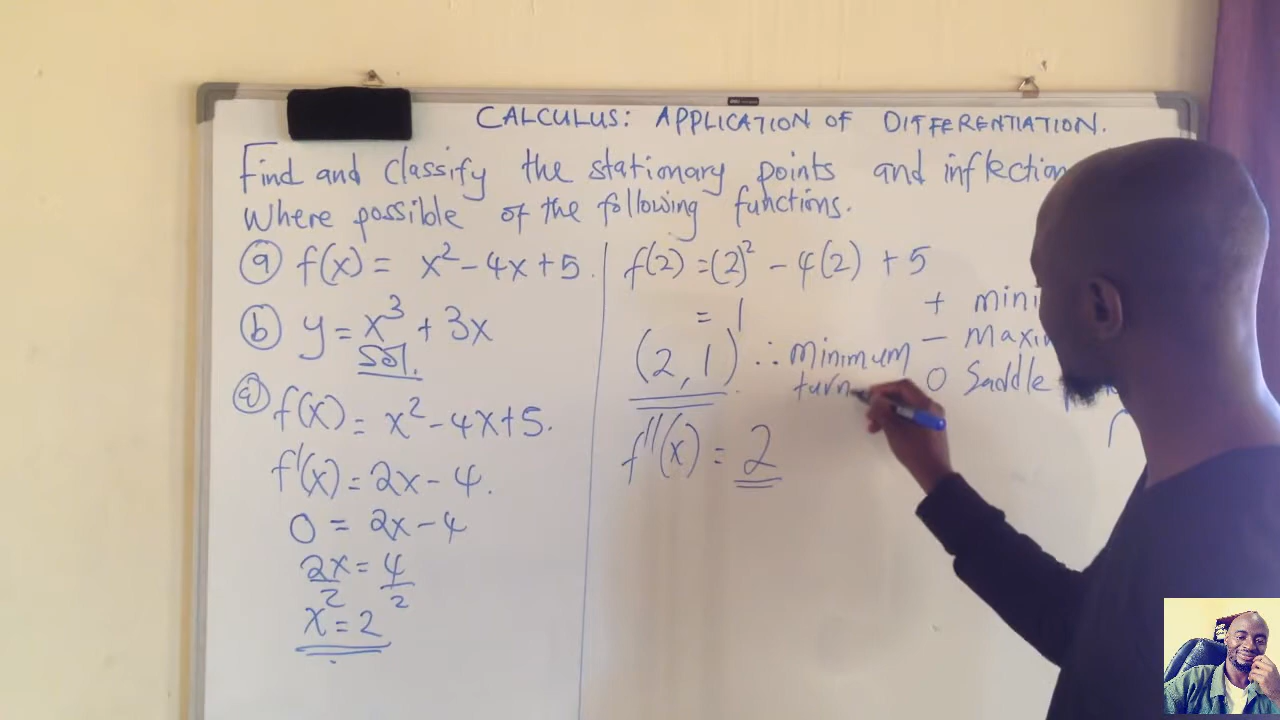 CALCULUS: APPLICATION OF DIFFERENTIATION.
Find and classify the stationary points and inflection
where possible of the following functions.
(a) f(x) = x² - 4x + 5.
(b) y = x³ + 3x
Sol.
(a) f(x) = x² - 4x + 5.
f'(x) = 2x - 4.
0 = 2x - 4
2x = 4
2 2
x = 2
f(2) = (2)² - 4(2) + 5
= 1
(2, 1) ∴ minimum
turn
f''(x) = 2
+ mini
- maxi
0 Saddle